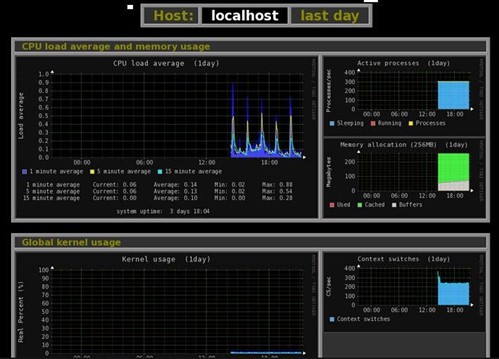 Host: localhost last day
CPU load average and memory usage
CPU load average (1day)
Load average
1.0
0.9
0.8
0.7
0.6
0.5
0.4
0.3
0.2
0.1
0.0
00:00 06:00 12:00 18:00
1 minute average 5 minute average 15 minute average
1 minute average Current: 0.06 Average: 0.14 Min: 0.02 Max: 0.88
5 minute average Current: 0.06 Average: 0.13 Min: 0.02 Max: 0.54
15 minute average Current: 0.00 Average: 0.10 Min: 0.00 Max: 0.28
system uptime: 3 days 18:04
Active processes (1day)
Processes/sec
400
300
200
100
0
00:00 06:00 12:00 18:00
Sleeping Running Processes
Memory allocation (256MB) (1day)
Megabytes
200
100
0
00:00 06:00 12:00 18:00
Used Cached Buffers
Global kernel usage
Kernel usage (1day)
Real Percent (%)
100
90
80
70
60
50
40
30
20
10
0
00:00 06:00 12:00 18:00
Context switches (1day)
CS/sec
400
300
200
100
0
00:00 06:00 12:00 18:00
Context switches